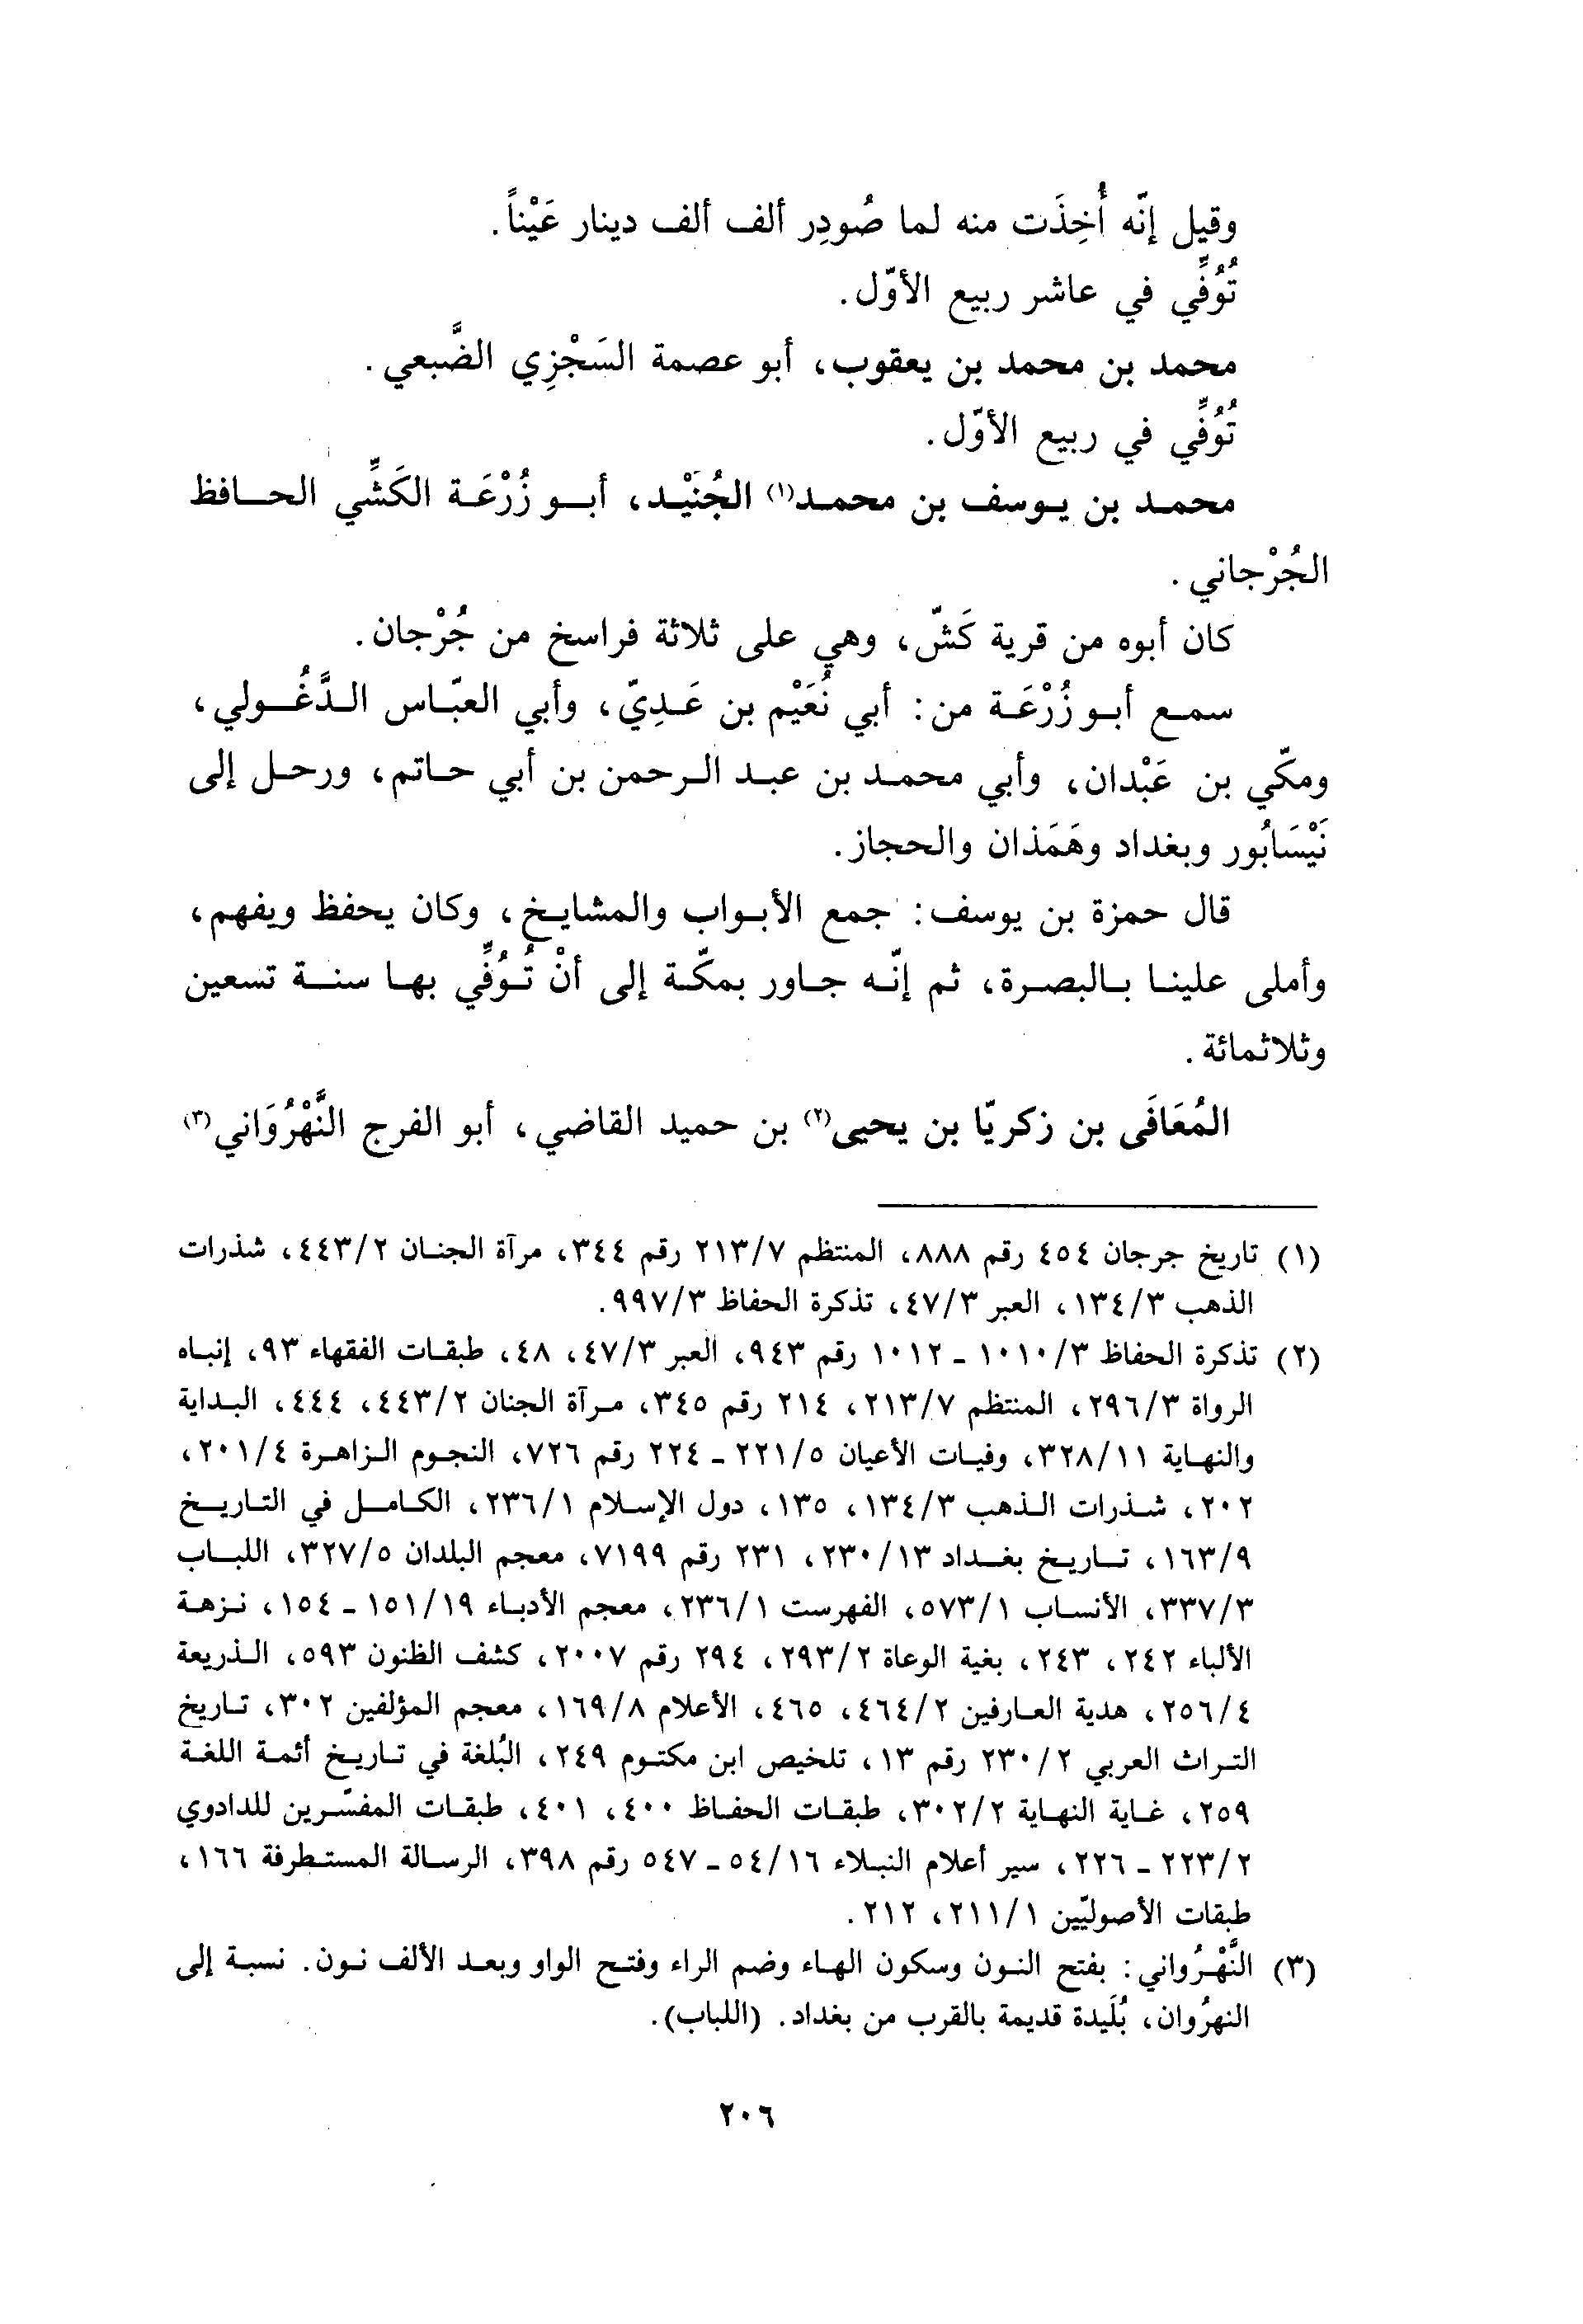 وقيل إنّه أُخِذَت منه لما صُودِر ألف ألف دينار عَيْناً.
تُوُفِّي في عاشر ربيع الأوّل.
محمد بن محمد بن يعقوب، أبو عصمة السَجْزِي الضَّبعي.
تُوُفِّي في ربيع الأوّل.
محمد بن يوسف بن محمد(١) الجُنَيْد، أبو زُرْعَة الكَشِّي الحافظ
الجُرْجاني.
كان أبوه من قرية كَشّ، وهي على ثلاثة فراسخ من جُرْجان.
سمع أبو زُرْعَة من: أبي نُعَيْم بن عَدِيّ، وأبي العبّاس الدَّغُولي،
ومكّي بن عَبْدان، وأبي محمد بن عبد الرحمن بن أبي حاتم، ورحل إلى
نَيْسَابُور وبغداد وهَمَذان والحجاز.
قال حمزة بن يوسف: جمع الأبواب والمشايخ، وكان يحفظ ويفهم،
وأملى علينا بالبصرة، ثم إنّه جاور بمكّة إلى أنْ تُوُفِّي بها سنة تسعين
وثلاثمائة.
المُعَافَى بن زكريّا بن يحيى(٢) بن حميد القاضي، أبو الفرج النَّهْرُوَاني(٣)
(١) تاريخ جرجان ٤٥٤ رقم ٨٨٨، المنتظم ٢١٣/٧ رقم ٣٤٤، مرآة الجنان ٤٤٣/٢، شذرات
الذهب ١٣٤/٣، العبر ٤٧/٣، تذكرة الحفاظ ٩٩٧/٣.
(٢) تذكرة الحفاظ ١٠١٠/٣ - ١٠١٢ رقم ٩٤٣، العبر ٤٧/٣، ٤٨، طبقات الفقهاء ٩٣، إنباه
الرواة ٢٩٦/٣، المنتظم ٢١٣/٧، ٢١٤ رقم ٣٤٥، مرآة الجنان ٤٤٣/٢، ٤٤٤، البداية
والنهاية ٣٢٨/١١، وفيات الأعيان ٢٢١/٥ - ٢٢٤ رقم ٧٢٦، النجوم الزاهرة ٢٠١/٤،
٢٠٢، شذرات الذهب ١٣٤/٣، ١٣٥، دول الإسلام ٢٣٦/١، الكامل في التاريخ
١٦٣/٩، تاريخ بغداد ٢٣٠/١٣، ٢٣١ رقم ٧١٩٩، معجم البلدان ٣٢٧/٥، اللباب
٣٣٧/٣، الأنساب ٥٧٣/١، الفهرست ٢٣٦/١، معجم الأدباء ١٥١/١٩ - ١٥٤، نزهة
الألباء ٢٤٢، ٢٤٣، بغية الوعاة ٢٩٣/٢، ٢٩٤ رقم ٢٠٠٧، كشف الظنون ٥٩٣، الذريعة
٢٥٦/٤، هدية العارفين ٤٦٤/٢، ٤٦٥، الأعلام ١٦٩/٨، معجم المؤلفين ٣٠٢، تاريخ
التراث العربي ٢٣٠/٢ رقم ١٣، تلخيص ابن مكتوم ٢٤٩، البُلغة في تاريخ أئمة اللغة
٢٥٩، غاية النهاية ٣٠٢/٢، طبقات الحفاظ ٤٠٠، ٤٠١، طبقات المفسّرين للدادوي
٢٢٣/٢ - ٢٢٦، سير أعلام النبلاء ٥٤/١٦ - ٥٤٧ رقم ٣٩٨، الرسالة المستطرفة ١٦٦،
طبقات الأصوليّين ٢١١/١، ٢١٢.
(٣) النَّهْرُواني: بفتح النون وسكون الهاء وضم الراء وفتح الواو وبعد الألف نون. نسبة إلى
النهرُوان، بُلَيدة قديمة بالقرب من بغداد. (اللباب).
٢٠٦